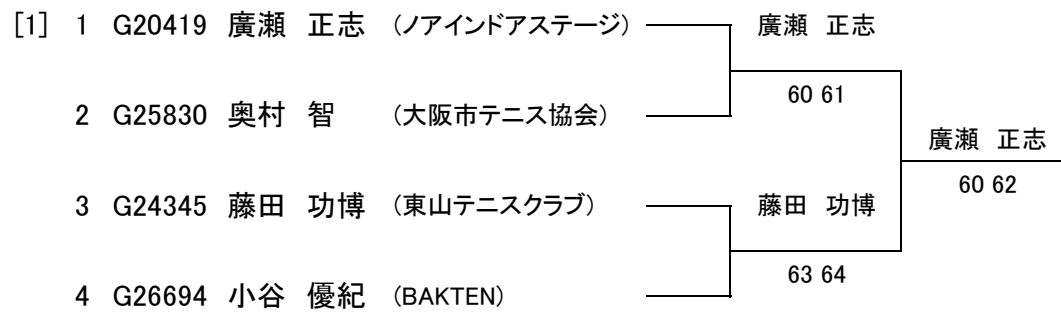 [1] 1 G20419 廣瀬 正志 (ノアインドアステージ) 廣瀬 正志
60 61
2 G25830 奥村 智 (大阪市テニス協会)
廣瀬 正志
60 62
3 G24345 藤田 功博 (東山テニスクラブ) 藤田 功博
63 64
4 G26694 小谷 優紀 (BAKTEN)